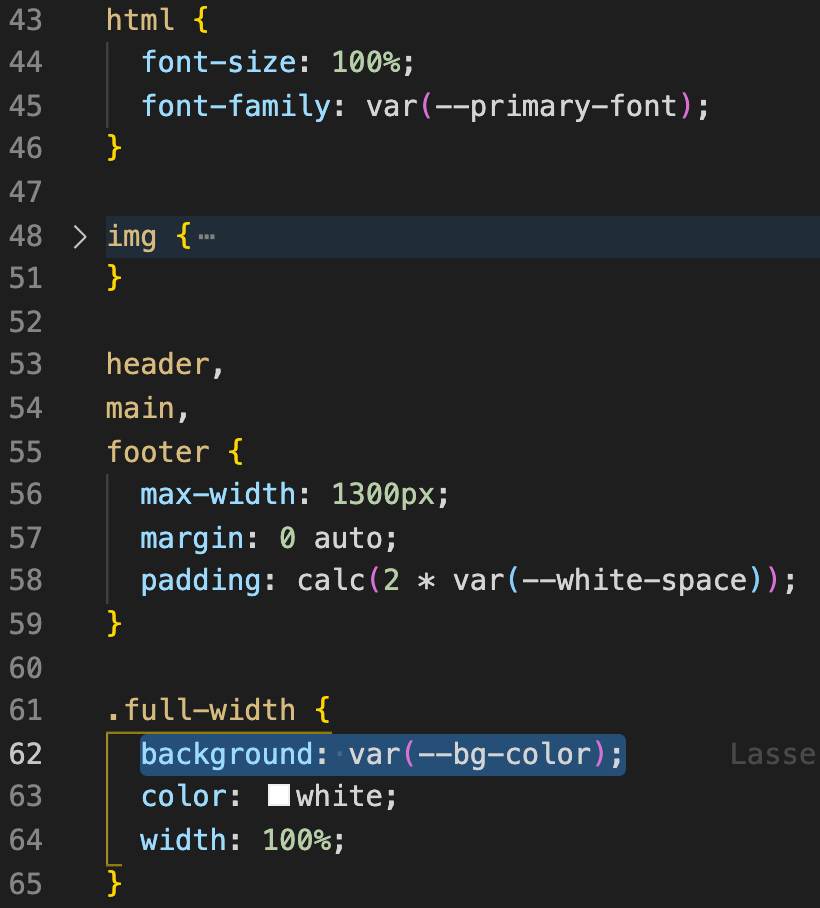 43 html {
44 font-size: 100%;
45 font-family: var(--primary-font);
46 }
47
48 img { ⋯
51 }
52
53 header,
54 main,
55 footer {
56 max-width: 1300px;
57 margin: 0 auto;
58 padding: calc(2 * var(--white-space));
59 }
60
61 .full-width {
62 background: var(--bg-color); Lasse
63 color: white;
64 width: 100%;
65 }